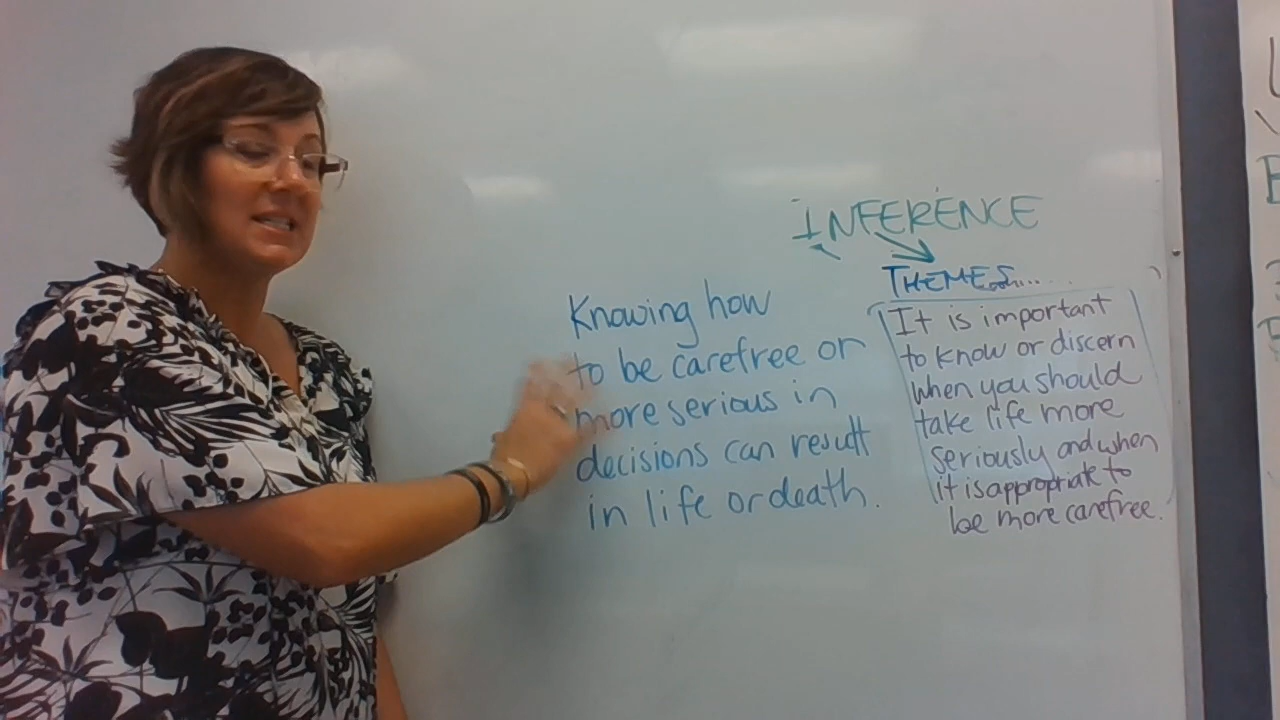 INFERENCE
THEMES
Knowing how
to be carefree or
more serious in
decisions can result
in life or death.
It is important
to know or discern
when you should
take life more
seriously and when
it is appropriate to
be more carefree.